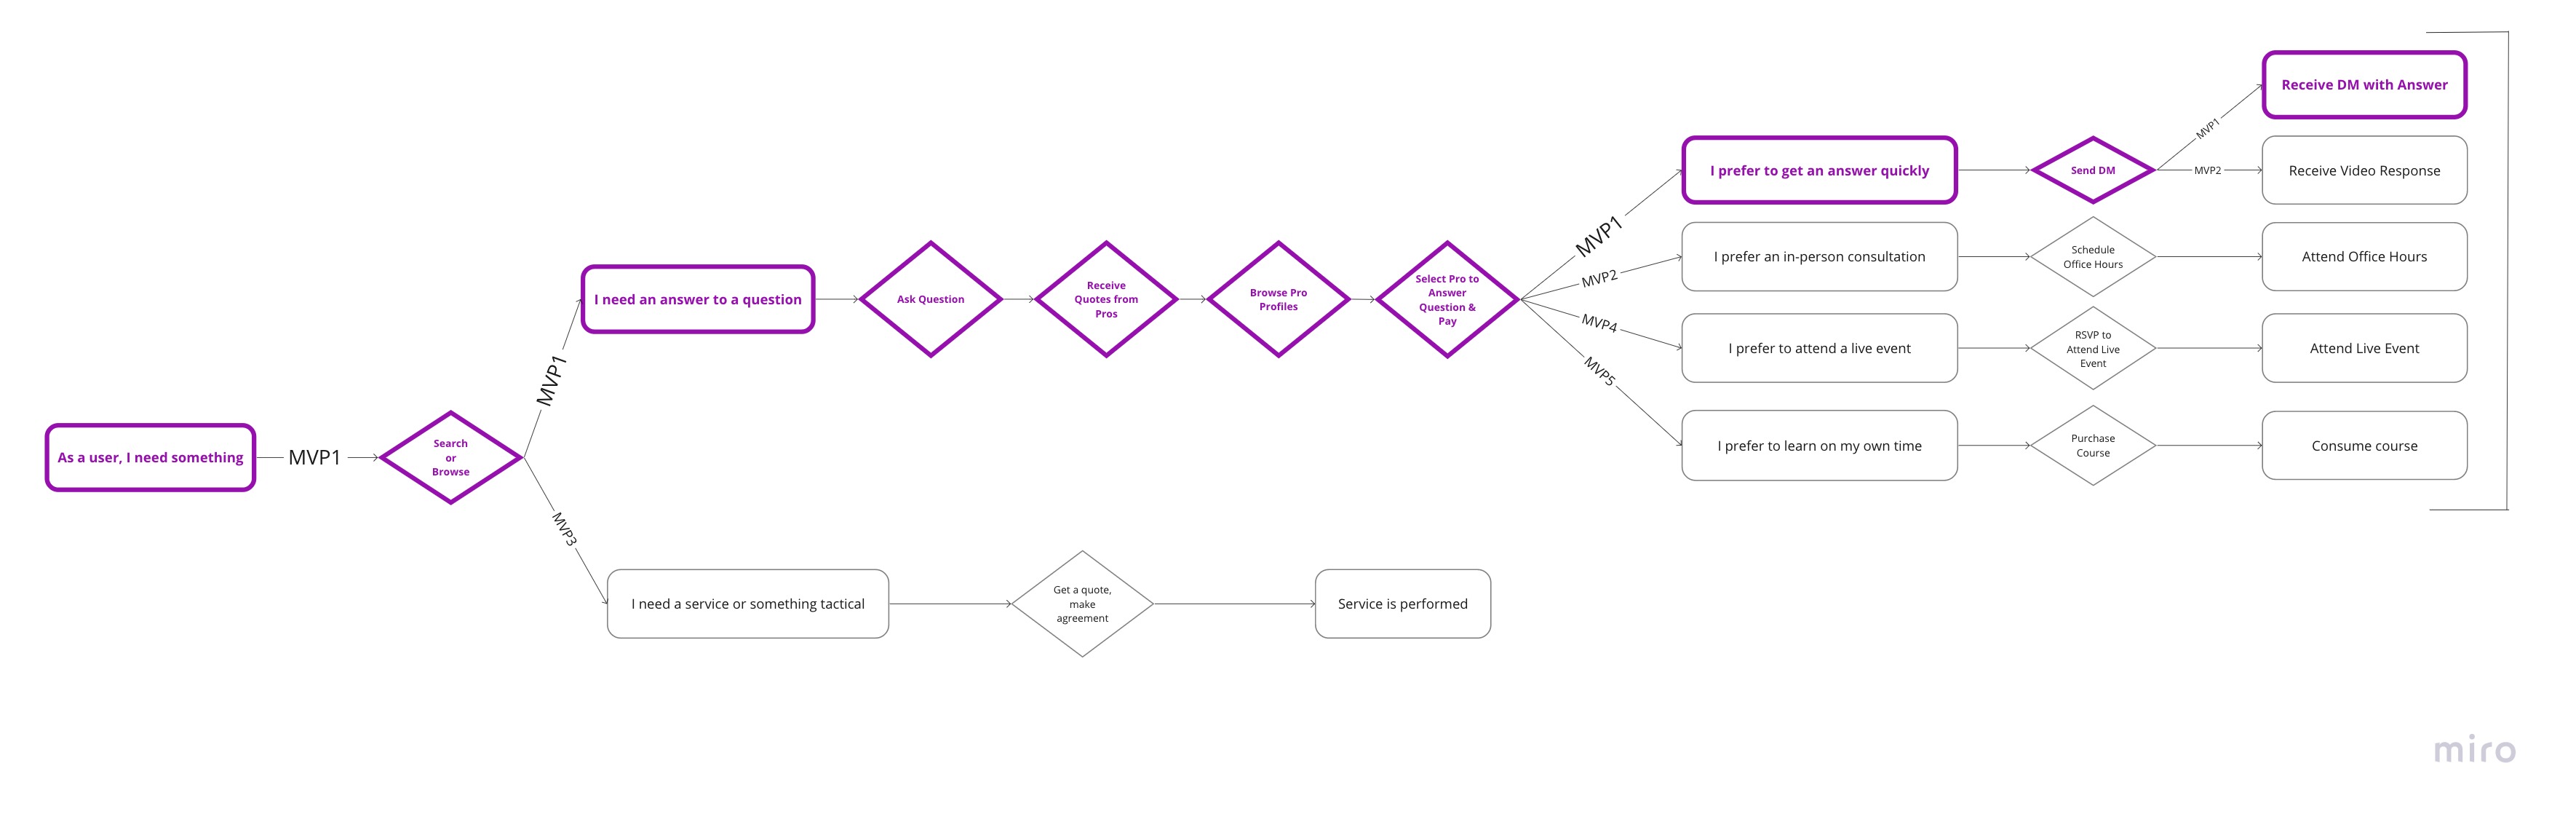 As a user, I need something
MVP1
Search
or
Browse
MVP1
I need an answer to a question
Ask Question
Receive
Quotes from
Pros
Browse Pro
Profiles
Select Pro to
Answer
Question &
Pay
MVP1
I prefer to get an answer quickly
Send DM
MVP1
Receive DM with Answer
MVP2
Receive Video Response
MVP2
I prefer an in-person consultation
Schedule
Office Hours
Attend Office Hours
MVP4
I prefer to attend a live event
RSVP to
Attend Live
Event
Attend Live Event
MVP5
I prefer to learn on my own time
Purchase
Course
Consume course
MVP3
I need a service or something tactical
Get a quote,
make
agreement
Service is performed
miro